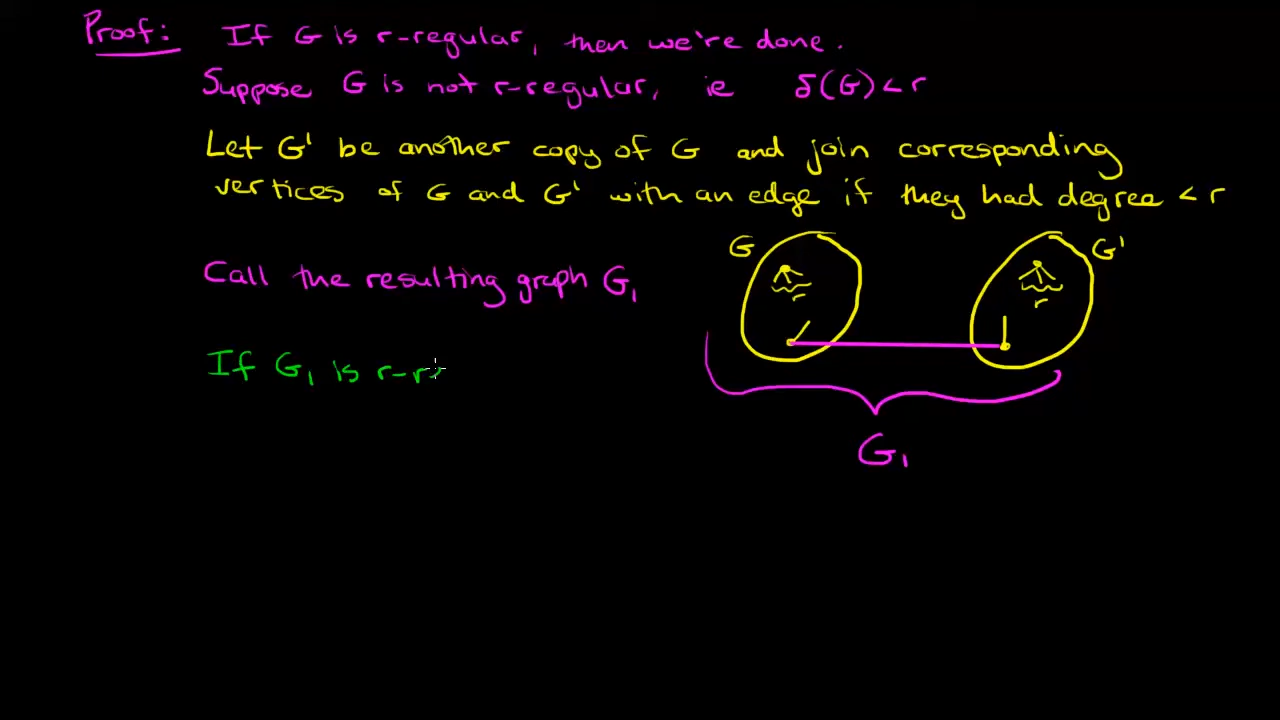 Proof: If G is r-regular, then we're done.
Suppose G is not r-regular, ie δ(G) < r
Let G' be another copy of G and join corresponding
vertices of G and G' with an edge if they had degree < r
Call the resulting graph G₁
G
G'
r
r
If G₁ is r-r
G₁